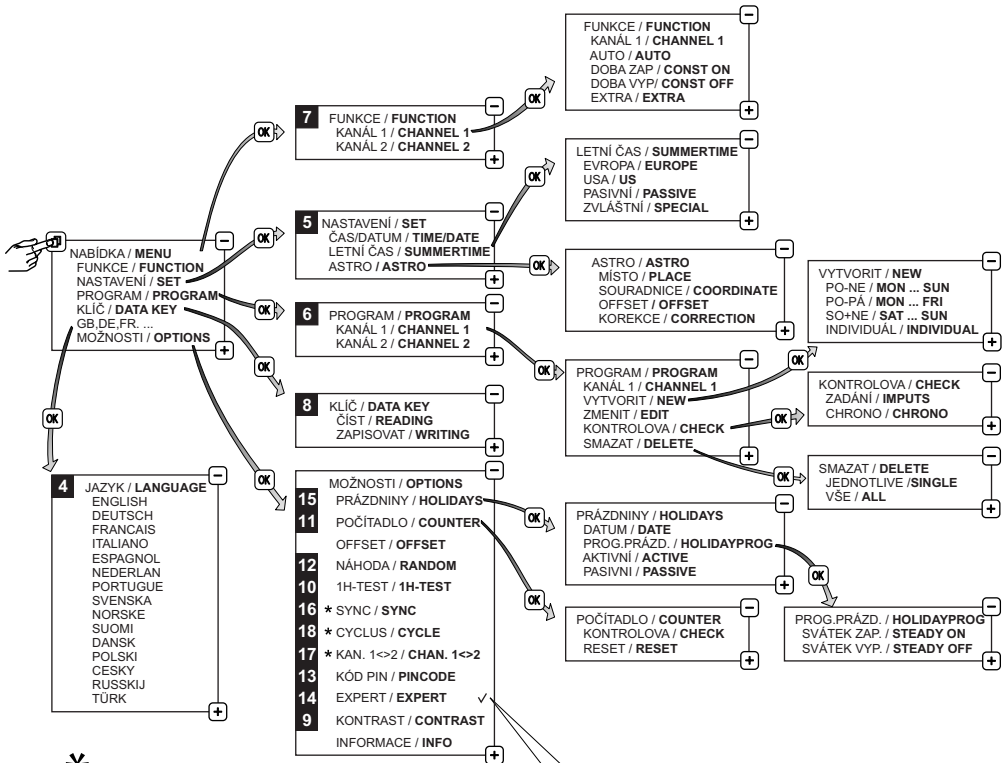 NABÍDKA / MENU
FUNKCE / FUNCTION
NASTAVENÍ / SET
PROGRAM / PROGRAM
KLÍČ / DATA KEY
GB,DE,FR. ...
MOŽNOSTI / OPTIONS
−
+
OK
OK
OK
OK
OK
OK
4 JAZYK / LANGUAGE
ENGLISH
DEUTSCH
FRANCAIS
ITALIANO
ESPAGNOL
NEDERLAN
PORTUGUE
SVENSKA
NORSKE
SUOMI
DANSK
POLSKI
CESKY
RUSSKIJ
TÜRK
−
+
7 FUNKCE / FUNCTION
KANÁL 1 / CHANNEL 1
KANÁL 2 / CHANNEL 2
−
+
OK
5 NASTAVENÍ / SET
ČAS/DATUM / TIME/DATE
LETNÍ ČAS / SUMMERTIME
ASTRO / ASTRO
−
+
OK
OK
6 PROGRAM / PROGRAM
KANÁL 1 / CHANNEL 1
KANÁL 2 / CHANNEL 2
−
+
OK
8 KLÍČ / DATA KEY
ČÍST / READING
ZAPISOVAT / WRITING
−
+
MOŽNOSTI / OPTIONS
15 PRÁZDNINY / HOLIDAYS
11 POČÍTADLO / COUNTER
OFFSET / OFFSET
12 NÁHODA / RANDOM
10 1H-TEST / 1H-TEST
16 * SYNC / SYNC
18 * CYCLUS / CYCLE
17 * KAN. 1<>2 / CHAN. 1<>2
13 KÓD PIN / PINCODE
14 EXPERT / EXPERT ✓
9 KONTRAST / CONTRAST
INFORMACE / INFO
−
+
OK
OK
FUNKCE / FUNCTION
KANÁL 1 / CHANNEL 1
AUTO / AUTO
DOBA ZAP / CONST ON
DOBA VYP/ CONST OFF
EXTRA / EXTRA
−
+
LETNÍ ČAS / SUMMERTIME
EVROPA / EUROPE
USA / US
PASIVNÍ / PASSIVE
ZVLÁŠTNÍ / SPECIAL
−
+
ASTRO / ASTRO
MÍSTO / PLACE
SOURADNICE / COORDINATE
OFFSET / OFFSET
KOREKCE / CORRECTION
−
+
PROGRAM / PROGRAM
KANÁL 1 / CHANNEL 1
VYTVORIT / NEW
ZMENIT / EDIT
KONTROLOVA / CHECK
SMAZAT / DELETE
−
+
OK
OK
OK
PRÁZDNINY / HOLIDAYS
DATUM / DATE
PROG.PRÁZD. / HOLIDAYPROG
AKTIVNÍ / ACTIVE
PASIVNI / PASSIVE
−
+
OK
POČÍTADLO / COUNTER
KONTROLOVA / CHECK
RESET / RESET
−
+
VYTVORIT / NEW
PO-NE / MON ... SUN
PO-PÁ / MON ... FRI
SO+NE / SAT ... SUN
INDIVIDUÁL / INDIVIDUAL
−
+
KONTROLOVA / CHECK
ZADÁNÍ / IMPUTS
CHRONO / CHRONO
−
+
SMAZAT / DELETE
JEDNOTLIVE /SINGLE
VŠE / ALL
−
+
PROG.PRÁZD. / HOLIDAYPROG
SVÁTEK ZAP. / STEADY ON
SVÁTEK VYP. / STEADY OFF
−
+
*